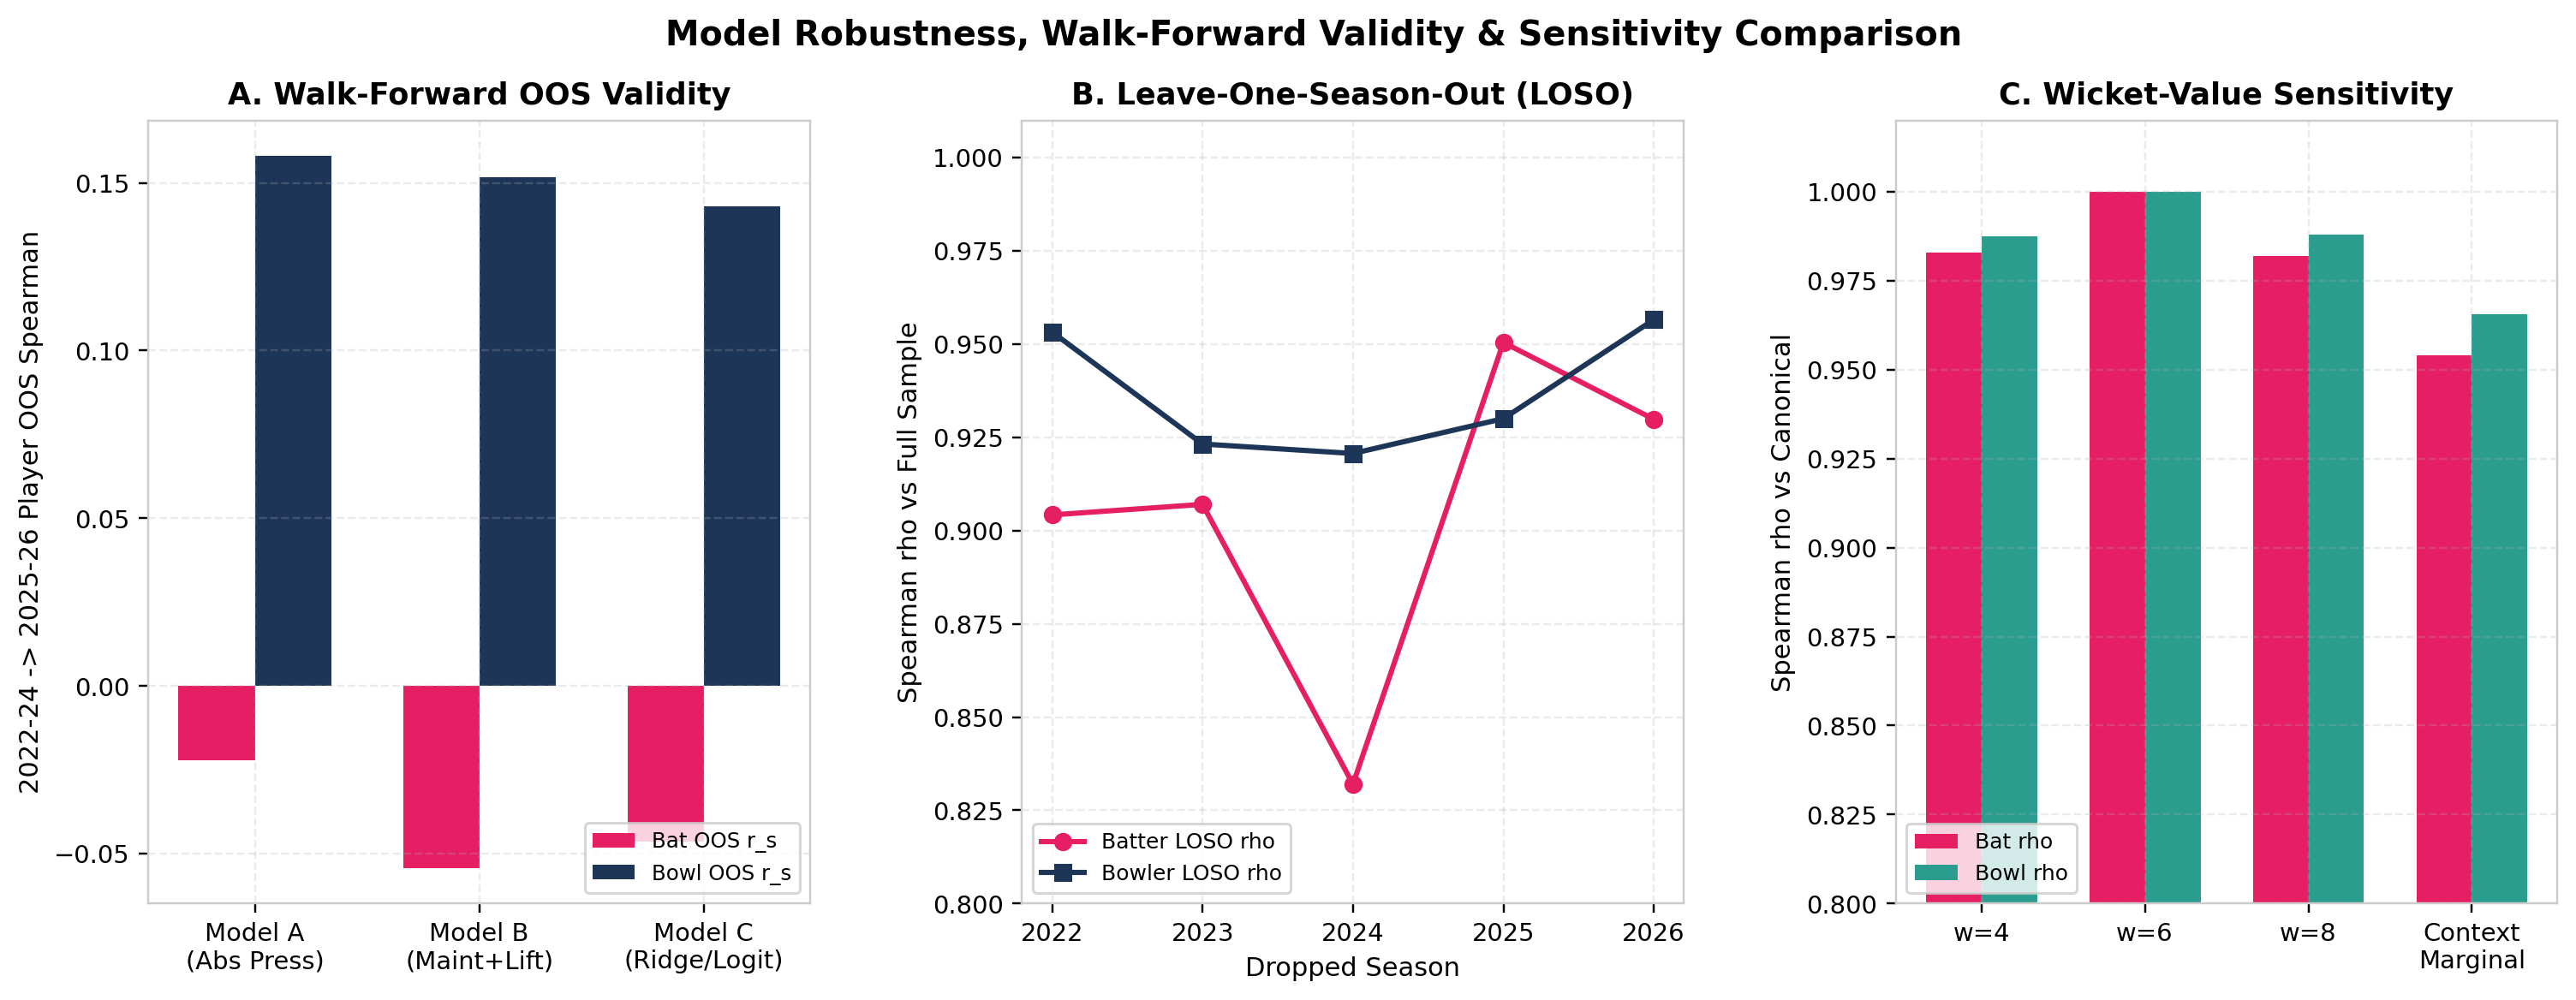 Model Robustness, Walk-Forward Validity & Sensitivity Comparison
A. Walk-Forward OOS Validity
2022-24 -> 2025-26 Player OOS Spearman
0.15
0.10
0.05
0.00
−0.05
Bat OOS r_s
Bowl OOS r_s
Model A
(Abs Press)
Model B
(Maint+Lift)
Model C
(Ridge/Logit)
B. Leave-One-Season-Out (LOSO)
Spearman rho vs Full Sample
1.000
0.975
0.950
0.925
0.900
0.875
0.850
0.825
0.800
Batter LOSO rho
Bowler LOSO rho
2022 2023 2024 2025 2026
Dropped Season
C. Wicket-Value Sensitivity
Spearman rho vs Canonical
1.000
0.975
0.950
0.925
0.900
0.875
0.850
0.825
0.800
Bat rho
Bowl rho
w=4 w=6 w=8 Context
Marginal